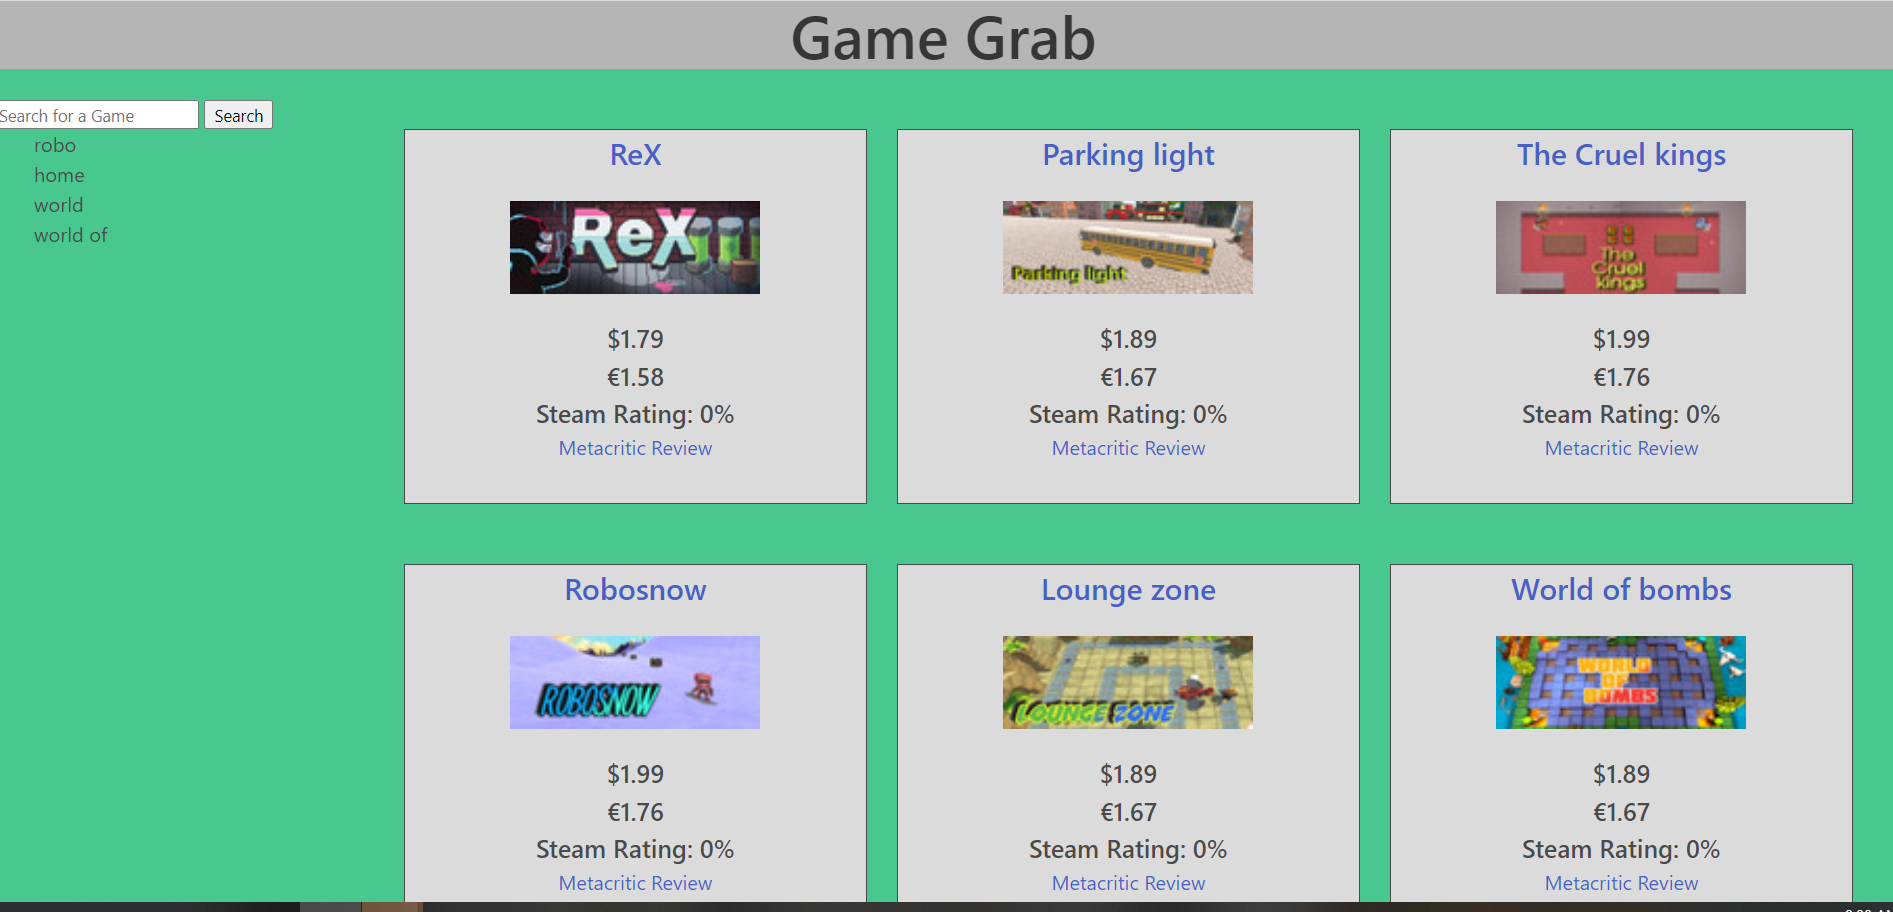 Game Grab
Search for a Game
Search
robo
home
world
world of
ReX
ReX
$1.79
€1.58
Steam Rating: 0%
Metacritic Review
Parking light
Parking light
$1.89
€1.67
Steam Rating: 0%
Metacritic Review
The Cruel kings
The
Cruel
kings
$1.99
€1.76
Steam Rating: 0%
Metacritic Review
Robosnow
ROBOSNOW
$1.99
€1.76
Steam Rating: 0%
Metacritic Review
Lounge zone
LOUNGE ZONE
$1.89
€1.67
Steam Rating: 0%
Metacritic Review
World of bombs
WORLD
OF
BOMBS
$1.89
€1.67
Steam Rating: 0%
Metacritic Review